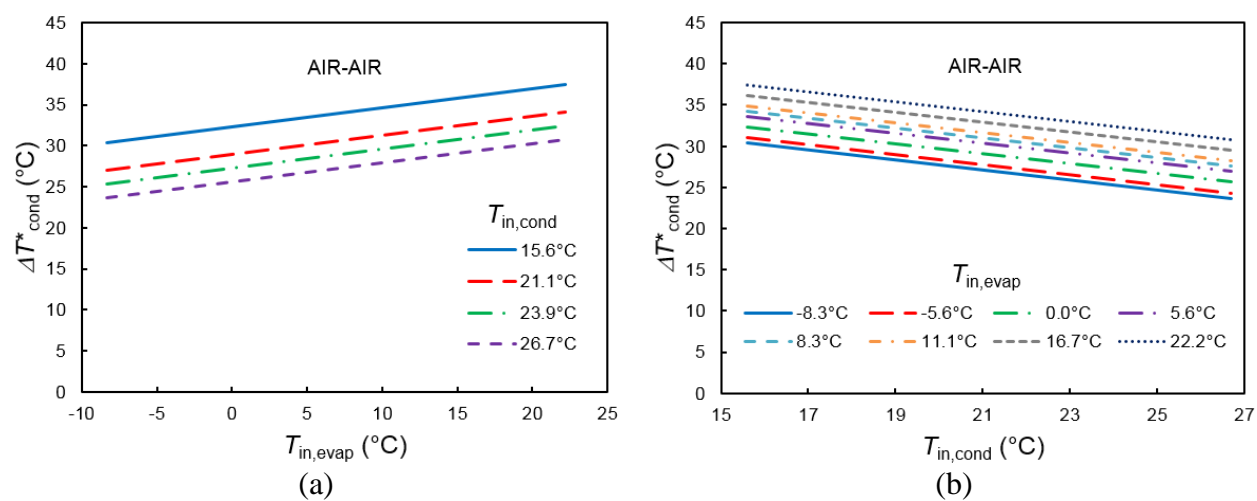 45
40
35
30
25
20
15
10
5
0
ΔT*cond (°C)
AIR-AIR
Tin,cond
15.6°C
21.1°C
23.9°C
26.7°C
-10 -5 0 5 10 15 20 25
Tin,evap (°C)
(a)
45
40
35
30
25
20
15
10
5
0
ΔT*cond (°C)
AIR-AIR
Tin,evap
-8.3°C -5.6°C 0.0°C 5.6°C
8.3°C 11.1°C 16.7°C 22.2°C
15 17 19 21 23 25 27
Tin,cond (°C)
(b)